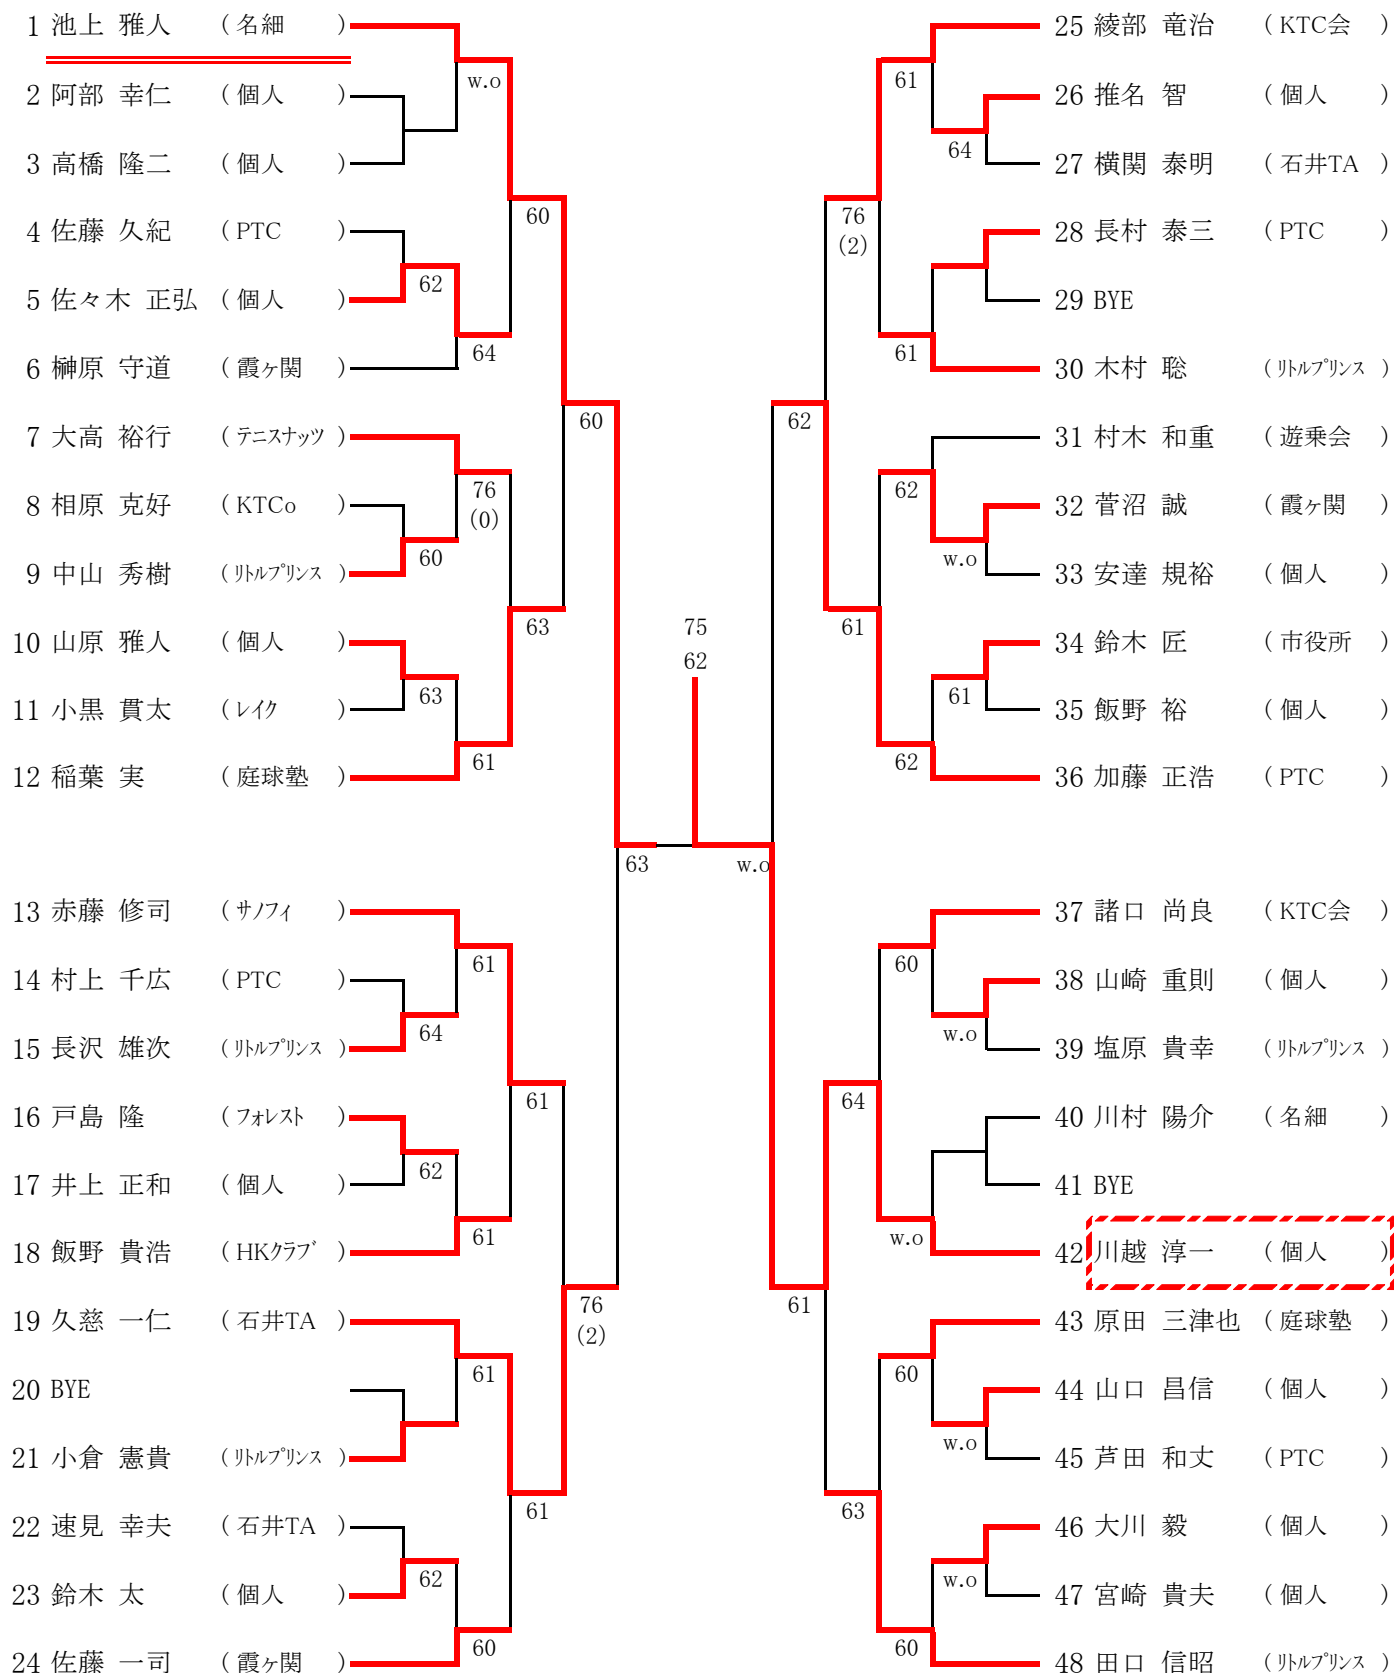 1 池上 雅人 ( 名細 )
w.o
2 阿部 幸仁 ( 個人 )
3 高橋 隆二 ( 個人 )
60
4 佐藤 久紀 ( PTC )
62
5 佐々木 正弘 ( 個人 )
64
6 榊原 守道 ( 霞ヶ関 )
60
7 大高 裕行 ( テニスナッツ )
76
(0)
8 相原 克好 ( KTCo )
60
9 中山 秀樹 ( リトルプリンス )
63
10 山原 雅人 ( 個人 )
63
11 小黒 貫太 ( レイク )
61
12 稲葉 実 ( 庭球塾 )
63
13 赤藤 修司 ( サノフィ )
61
14 村上 千広 ( PTC )
64
15 長沢 雄次 ( リトルプリンス )
61
16 戸島 隆 ( フォレスト )
62
17 井上 正和 ( 個人 )
61
18 飯野 貴浩 ( HKクラブ )
76
(2)
19 久慈 一仁 ( 石井TA )
61
20 BYE
21 小倉 憲貴 ( リトルプリンス )
61
22 速見 幸夫 ( 石井TA )
62
23 鈴木 太 ( 個人 )
60
24 佐藤 一司 ( 霞ヶ関 )
75
62
w.o
25 綾部 竜治 ( KTC会 )
61
26 推名 智 ( 個人 )
64
27 横関 泰明 ( 石井TA )
76
(2)
28 長村 泰三 ( PTC )
29 BYE
61
30 木村 聡 ( リトルプリンス )
62
31 村木 和重 ( 遊乗会 )
62
32 菅沼 誠 ( 霞ヶ関 )
w.o
33 安達 規裕 ( 個人 )
61
34 鈴木 匠 ( 市役所 )
61
35 飯野 裕 ( 個人 )
62
36 加藤 正浩 ( PTC )
37 諸口 尚良 ( KTC会 )
60
38 山崎 重則 ( 個人 )
w.o
39 塩原 貴幸 ( リトルプリンス )
64
40 川村 陽介 ( 名細 )
41 BYE
w.o
42 川越 淳一 ( 個人 )
61
43 原田 三津也 ( 庭球塾 )
60
44 山口 昌信 ( 個人 )
w.o
45 芦田 和丈 ( PTC )
63
46 大川 毅 ( 個人 )
w.o
47 宮崎 貴夫 ( 個人 )
60
48 田口 信昭 ( リトルプリンス )